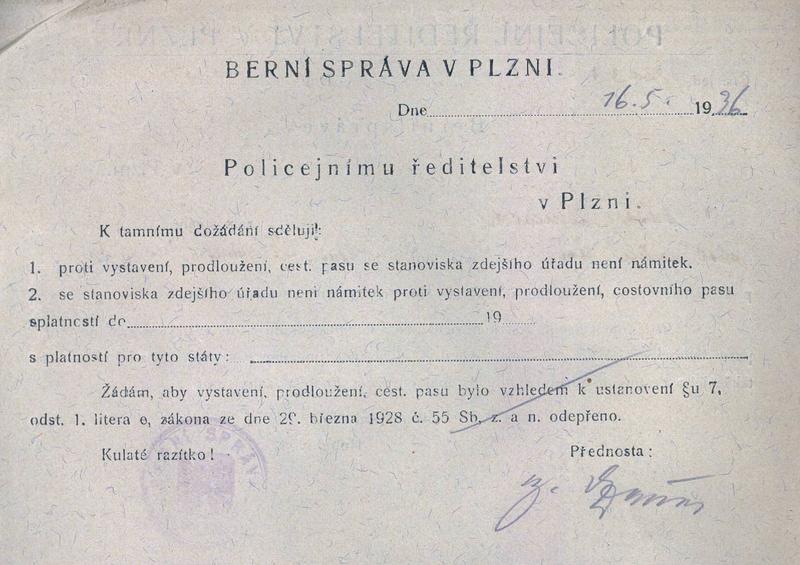 BERNÍ SPRÁVA V PLZNI.
Dne 16.5. 1936
Policejnímu ředitelství
v Plzni.
K tamnímu dožádání sděluji:
1. proti vystavení, prodloužení, cest. pasu se stanoviska zdejšího úřadu není námitek.
2. se stanoviska zdejšího úřadu neni námitek proti vystavení, prodloužení, costovního pasu
splatností do 19
s platností pro tyto státy:
Žádám, aby vystavení, prodloužení, cest. pasu bylo vzhledem k ustanovení §u 7,
odst. 1. litera e, zákona ze dne 29. března 1928 č. 55 Sb. z. a n. odepřeno.
Kulaté razítko! Přednosta: